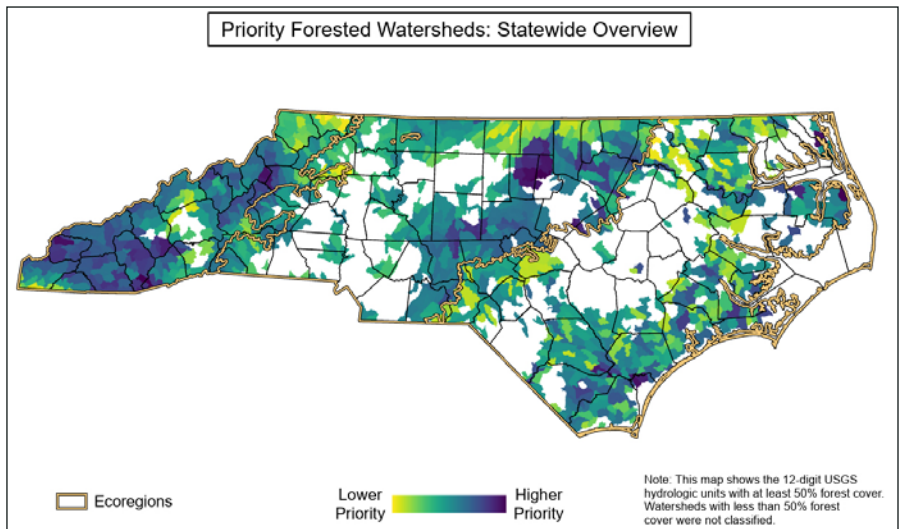 Priority Forested Watersheds: Statewide Overview
Ecoregions
Lower
Priority
Higher
Priority
Note: This map shows the 12-digit USGS
hydrologic units with at least 50% forest cover.
Watersheds with less than 50% forest
cover were not classified.